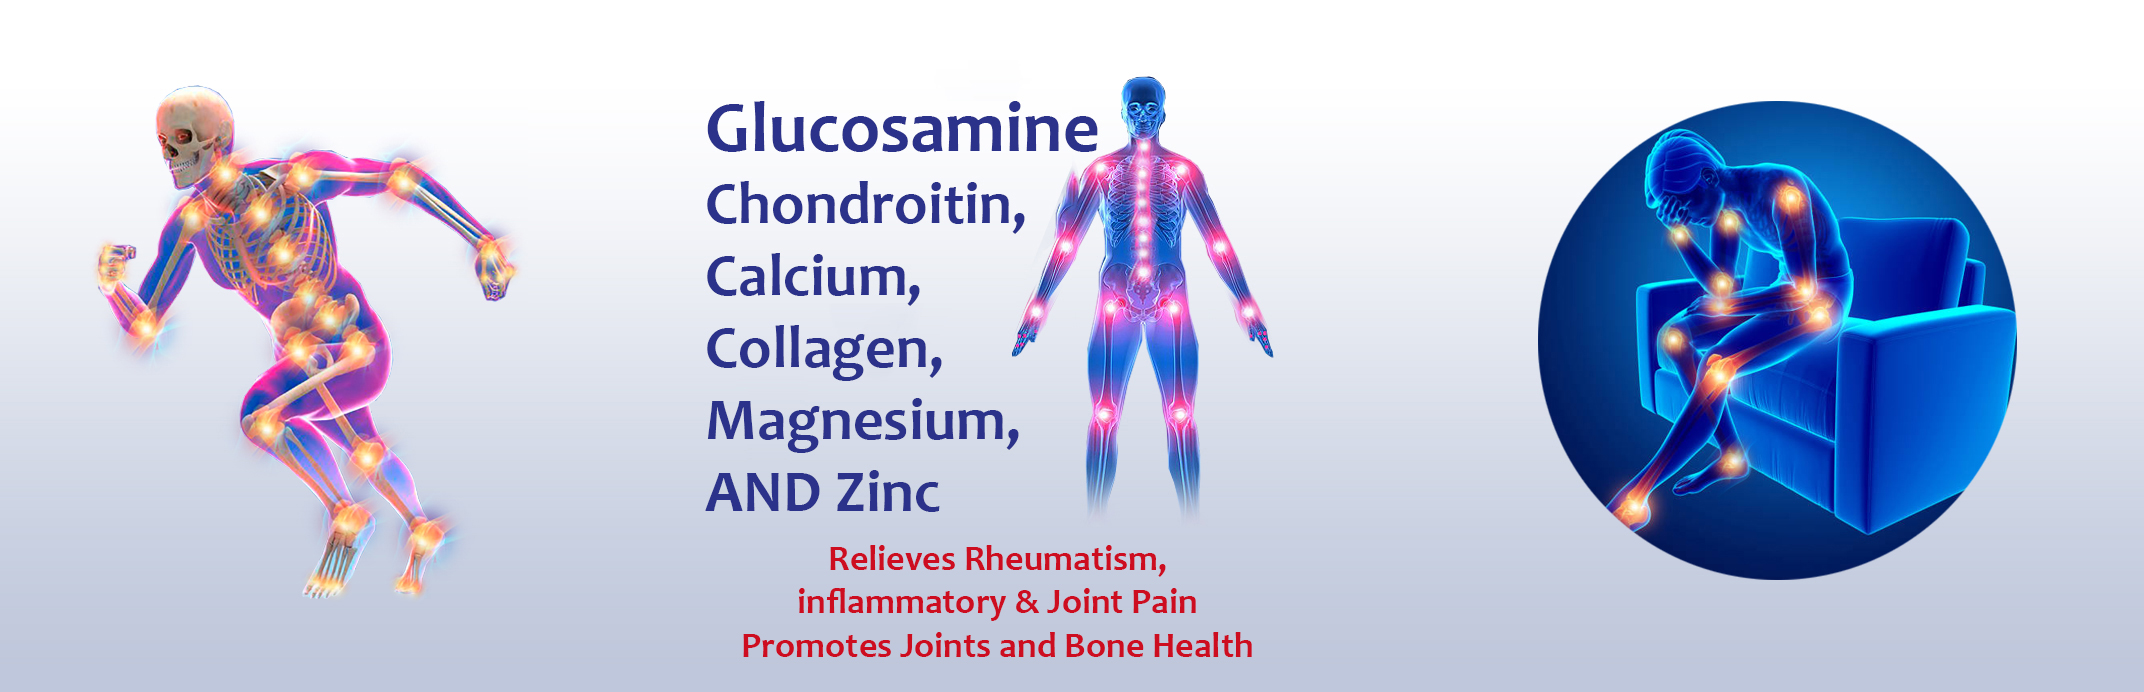 Glucosamine
Chondroitin,
Calcium,
Collagen,
Magnesium,
AND Zinc
Relieves Rheumatism,
inflammatory & Joint Pain
Promotes Joints and Bone Health